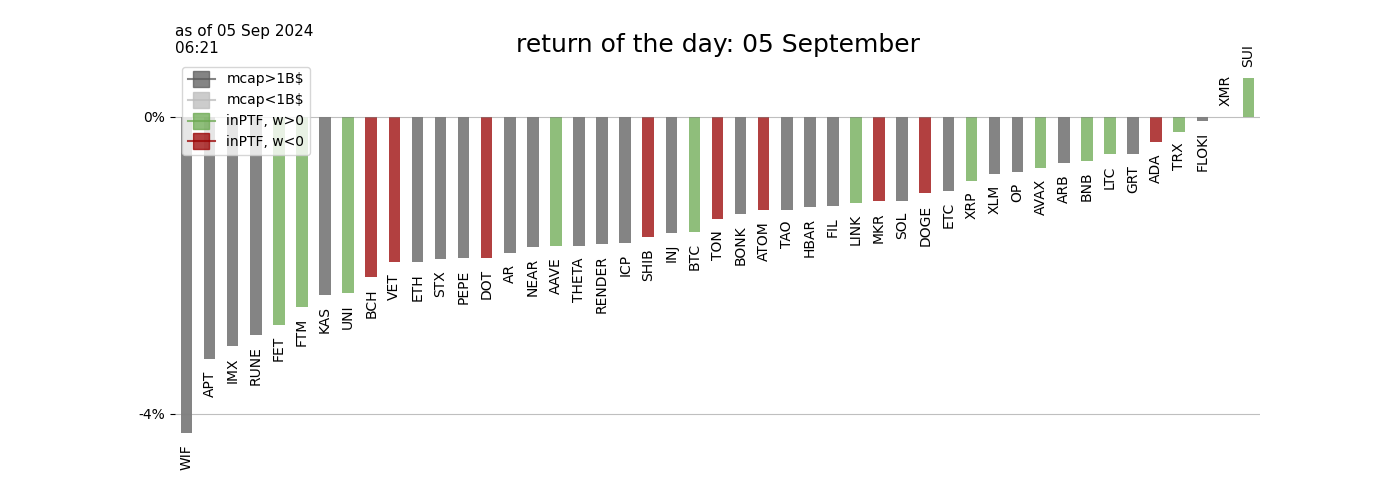 as of 05 Sep 2024
06:21
return of the day: 05 September
mcap>1B$
mcap<1B$
inPTF, w>0
inPTF, w<0
0%
-4%
WIF
APT
IMX
RUNE
FET
FTM
KAS
UNI
BCH
VET
ETH
STX
PEPE
DOT
AR
NEAR
AAVE
THETA
RENDER
ICP
SHIB
INJ
BTC
TON
BONK
ATOM
TAO
HBAR
FIL
LINK
MKR
SOL
DOGE
ETC
XRP
XLM
OP
AVAX
ARB
BNB
LTC
GRT
ADA
TRX
FLOKI
XMR
SUI